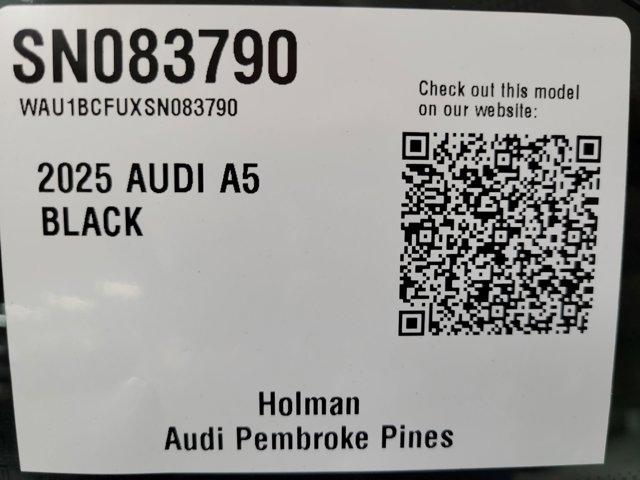 SN083790
WAU1BCFUXSN083790
Check out this model
on our website:
2025 AUDI A5
BLACK
Holman
Audi Pembroke Pines